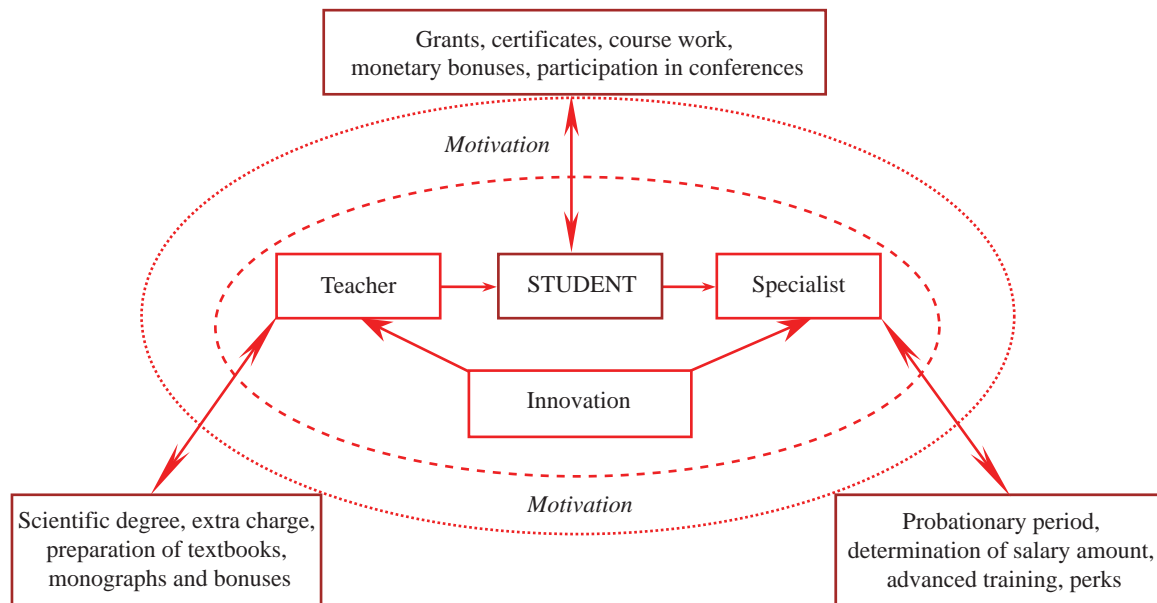 Grants, certificates, course work,
monetary bonuses, participation in conferences
Motivation
Teacher
STUDENT
Specialist
Innovation
Motivation
Scientific degree, extra charge,
preparation of textbooks,
monographs and bonuses
Probationary period,
determination of salary amount,
advanced training, perks